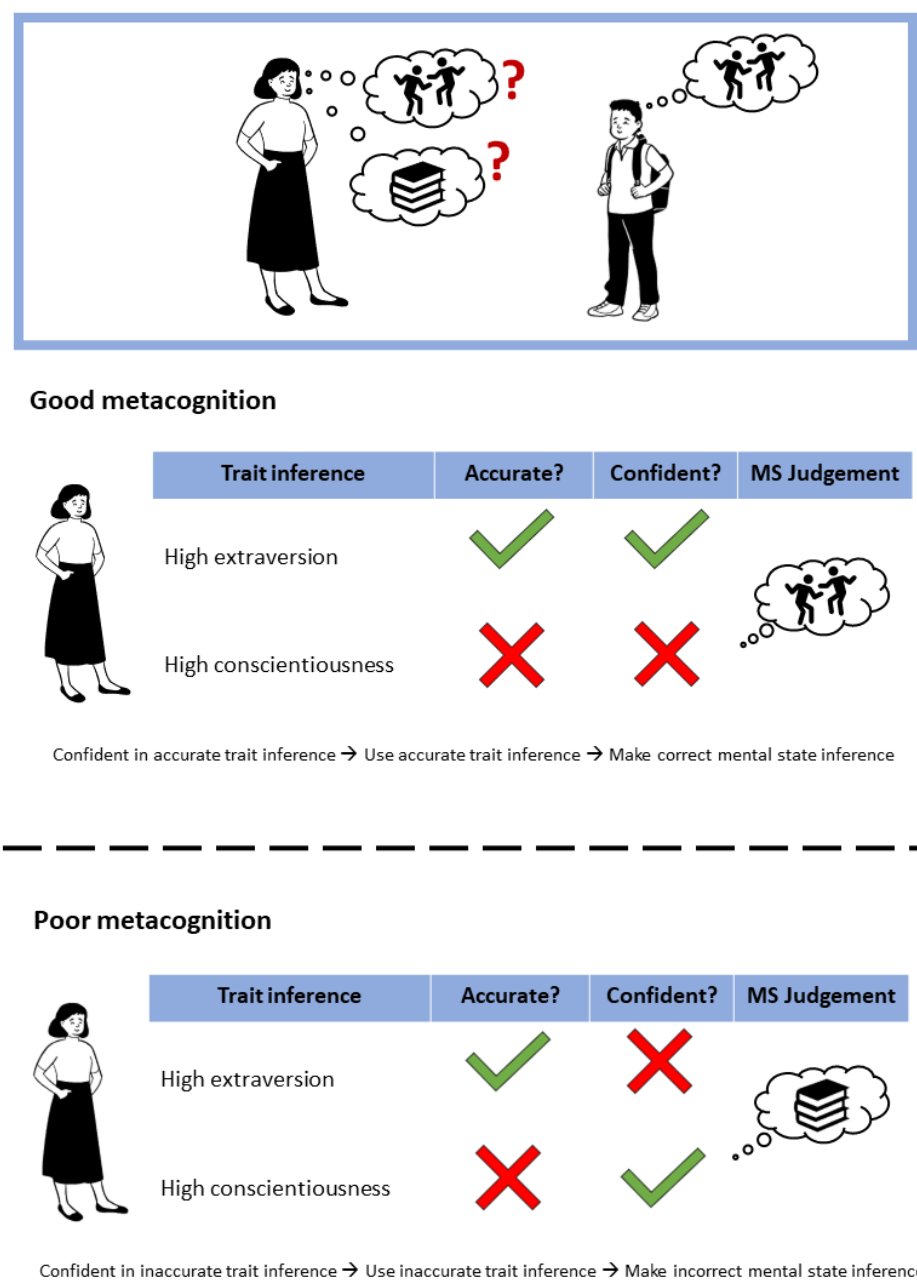 ?
?
Good metacognition
Trait inference Accurate? Confident? MS Judgement
High extraversion
High conscientiousness
Confident in accurate trait inference → Use accurate trait inference → Make correct mental state inference
Poor metacognition
Trait inference Accurate? Confident? MS Judgement
High extraversion
High conscientiousness
Confident in inaccurate trait inference → Use inaccurate trait inference → Make incorrect mental state inferenc